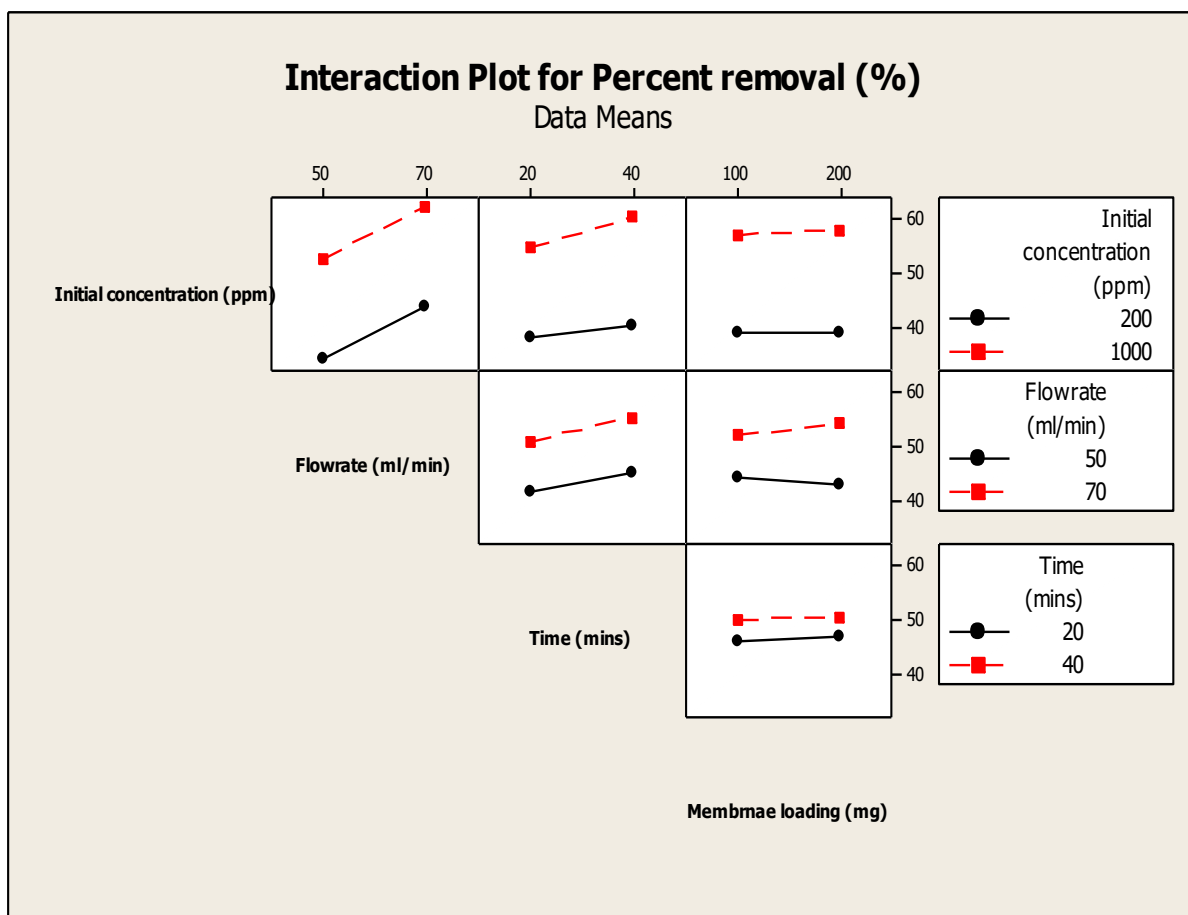 Interaction Plot for Percent removal (%)
Data Means
50 70 20 40 100 200
Initial concentration (ppm)
60
50
40
Initial
concentration
(ppm)
200
1000
Flowrate (ml/min)
60
50
40
Flowrate
(ml/min)
50
70
Time (mins)
60
50
40
Time
(mins)
20
40
Membrnae loading (mg)